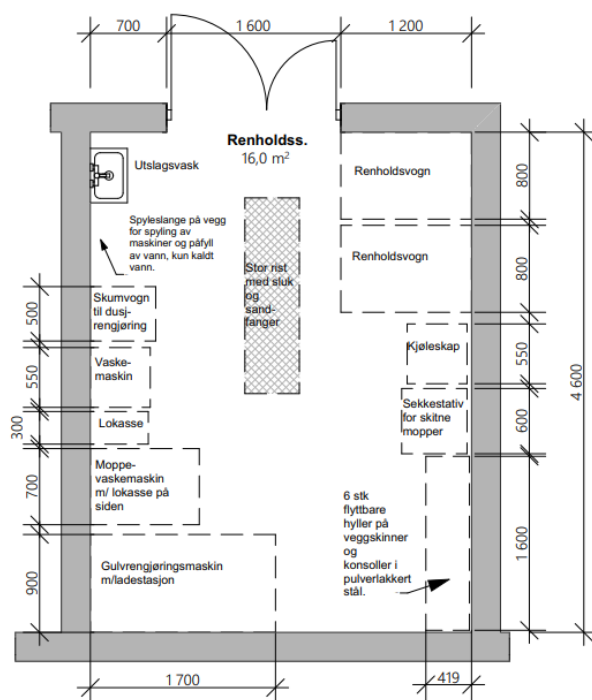 700
1 600
1 200
Renholdss.
16,0 m²
Utslagsvask
Renholdsvogn
800
Spyleslange på vegg
for spyling av
maskiner og påfyll
av vann, kun kaldt
vann.
Renholdsvogn
800
Stor rist
med sluk
og
sand-
fanger
Skumvogn
til dusj-
rengjøring
500
Kjøleskap
550
4 600
Vaske-
maskin
550
Sekkestativ
for skitne
mopper
600
Lokasse
300
Moppe-
vaskemaskin
m/ lokasse på
siden
700
6 stk
flyttbare
hyller på
veggskinner
og
konsoller i
pulverlakkert
stål.
1 600
Gulvrengjøringsmaskin
m/ladestasjon
900
1 700
419